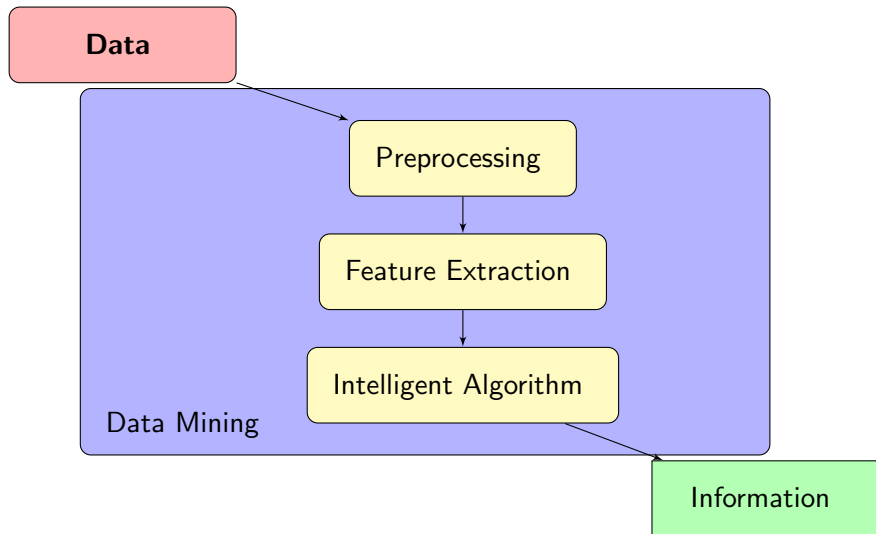 Data
Preprocessing
Feature Extraction
Intelligent Algorithm
Data Mining
Information